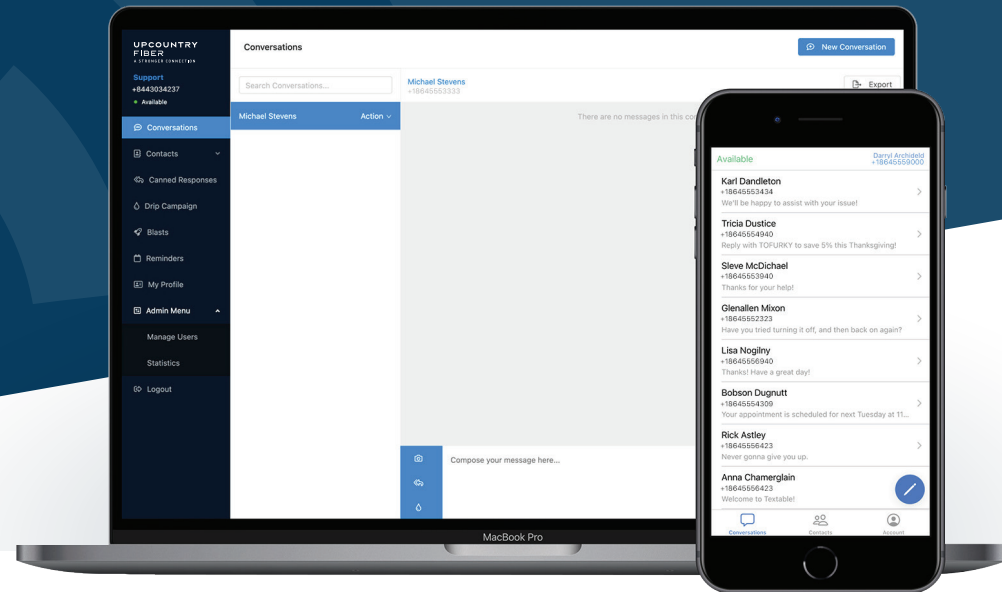 UPCOUNTRY
FIBER
A STRONGER CONNECTION
Support
+8443034237
Available
Conversations
Contacts
Canned Responses
Drip Campaign
Blasts
Reminders
My Profile
Admin Menu
Manage Users
Statistics
Logout
Conversations
New Conversation
Search Conversations...
Michael Stevens
+18645553333
Export
Michael Stevens Action
There are no messages in this con
Compose your message here...
MacBook Pro
Available
Darryl Archideld
+18645559000
Karl Dandleton
+18645553434
We'll be happy to assist with your issue!
Tricia Dustice
+18645554940
Reply with TOFURKY to save 5% this Thanksgiving!
Sleve McDichael
+18645553940
Thanks for your help!
Glenallen Mixon
+18645552323
Have you tried turning it off, and then back on again?
Lisa Nogilny
+18645556940
Thanks! Have a great day!
Bobson Dugnutt
+18645554309
Your appointment is scheduled for next Tuesday at 11...
Rick Astley
+18645556423
Never gonna give you up.
Anna Chamerglain
+18645556423
Welcome to Textable!
Conversations
Contacts
Account